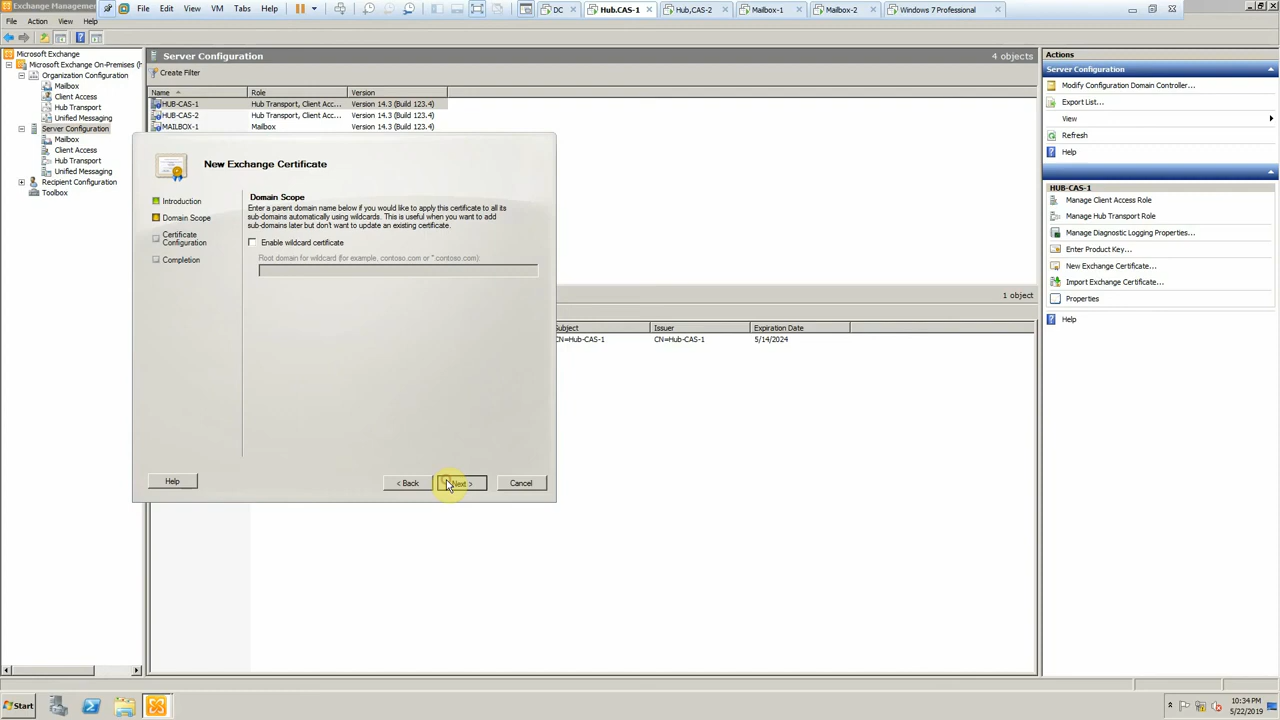 Exchange Management
File Edit View VM Tabs Help
DC
Hub.CAS-1
Hub,CAS-2
Mailbox-1
Mailbox-2
Windows 7 Professional
File Action View Help
Microsoft Exchange
Microsoft Exchange On-Premises (h
Organization Configuration
Mailbox
Client Access
Hub Transport
Unified Messaging
Server Configuration
Mailbox
Client Access
Hub Transport
Unified Messaging
Recipient Configuration
Toolbox
Server Configuration
4 objects
Create Filter
Name Role Version
HUB-CAS-1 Hub Transport, Client Acc... Version 14.3 (Build 123.4)
HUB-CAS-2 Hub Transport, Client Acc... Version 14.3 (Build 123.4)
MAILBOX-1 Mailbox Version 14.3 (Build 123.4)
New Exchange Certificate
Introduction
Domain Scope
Certificate
Configuration
Completion
Domain Scope
Enter a parent domain name below if you would like to apply this certificate to all its
sub-domains automatically using wildcards. This is useful when you want to add
sub-domains later but don't want to update an existing certificate.
Enable wildcard certificate
Root domain for wildcard (for example, contoso.com or *.contoso.com):
Help
< Back
Next >
Cancel
1 object
Subject Issuer Expiration Date
CN=Hub-CAS-1 CN=Hub-CAS-1 5/14/2024
Actions
Server Configuration
Modify Configuration Domain Controller...
Export List...
View
Refresh
Help
HUB-CAS-1
Manage Client Access Role
Manage Hub Transport Role
Manage Diagnostic Logging Properties...
Enter Product Key...
New Exchange Certificate...
Import Exchange Certificate...
Properties
Help
Start
10:34 PM
5/22/2019